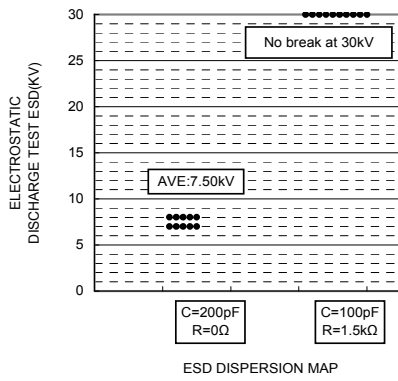 ELECTROSTATIC
DISCHARGE TEST ESD(KV)
30
25
20
15
10
5
0
No break at 30kV
AVE:7.50kV
C=200pF
R=0Ω
C=100pF
R=1.5kΩ
ESD DISPERSION MAP